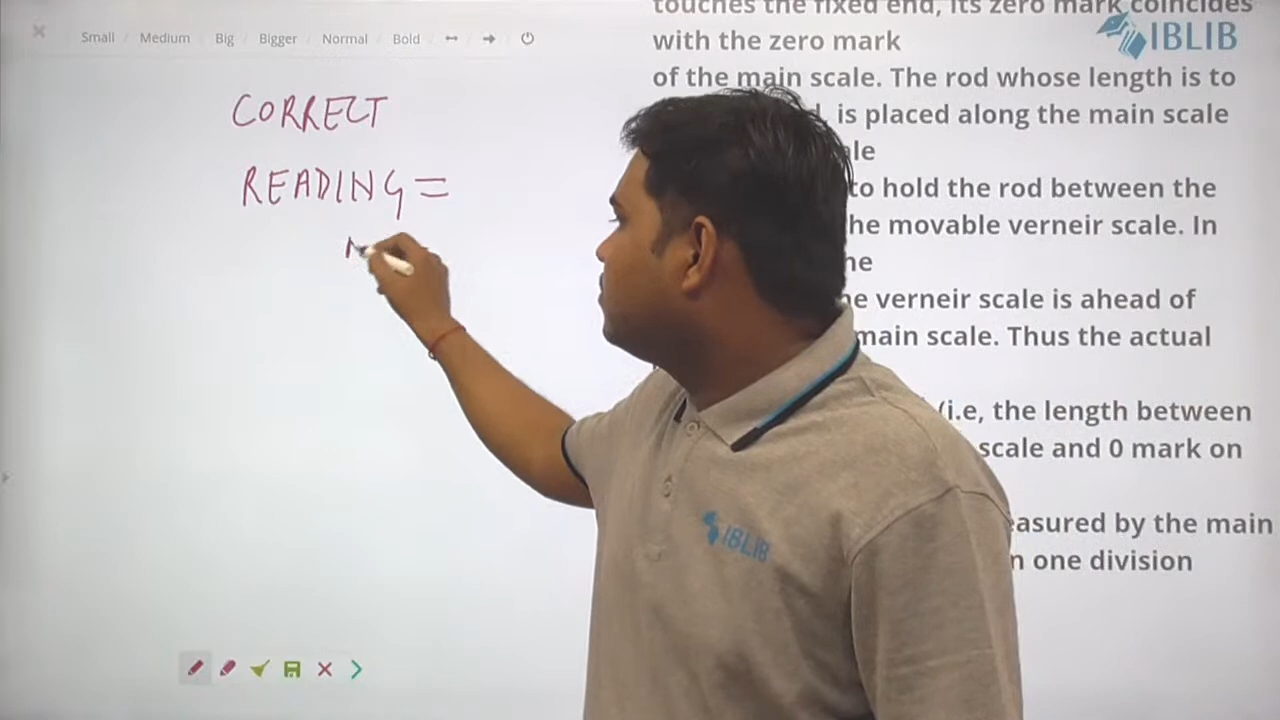 Small / Medium / Big / Bigger / Normal / Bold
CORRECT
READING =
touches the fixed end, its zero mark coincides
IBLIB
with the zero mark
of the main scale. The rod whose length is to
is placed along the main scale
to hold the rod between the
the movable verneir scale. In
verneir scale is ahead of
main scale. Thus the actual
(i.e, the length between
scale and 0 mark on
measured by the main
one division
IBLIB